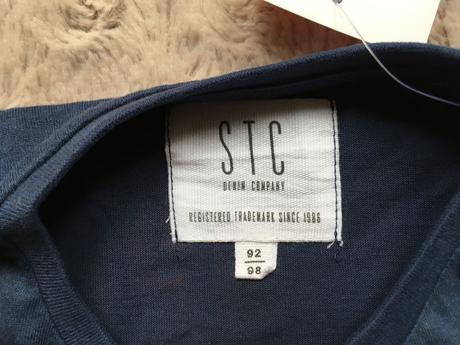 STC
DENIM COMPANY
REGISTERED TRADEMARK SINCE 1986
92
98